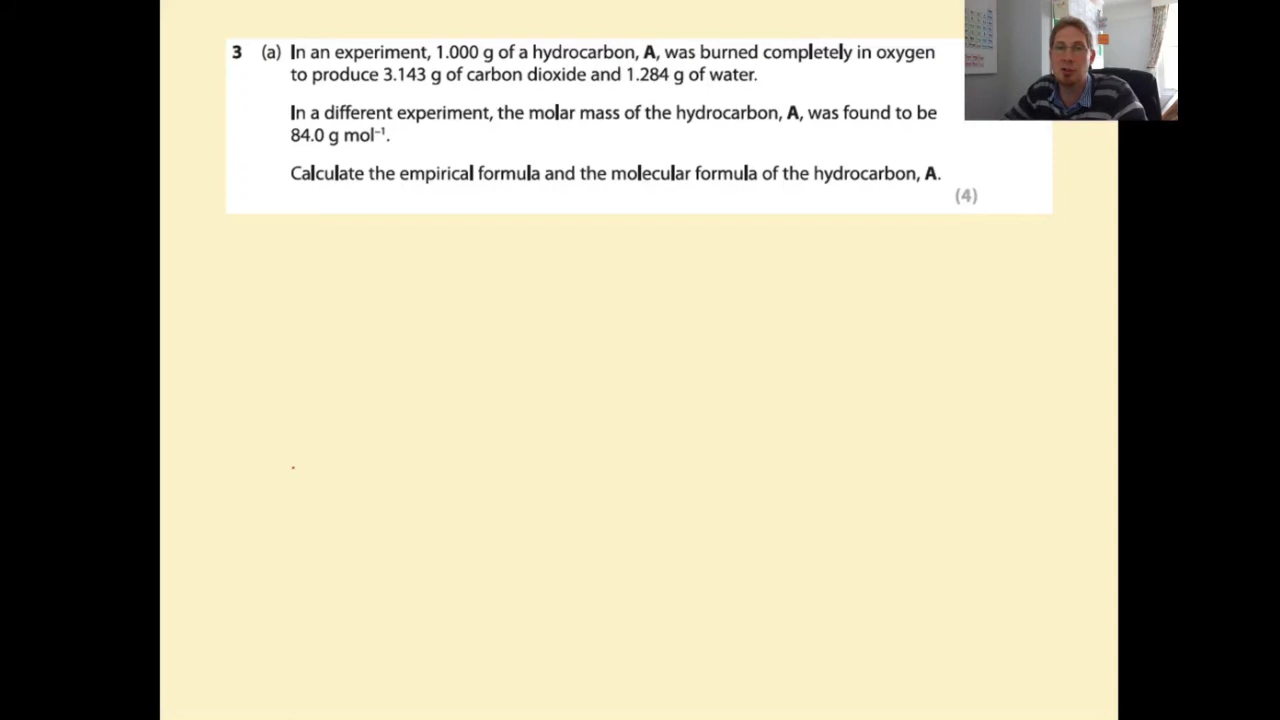 3 (a) In an experiment, 1.000 g of a hydrocarbon, A, was burned completely in oxygen
to produce 3.143 g of carbon dioxide and 1.284 g of water.
In a different experiment, the molar mass of the hydrocarbon, A, was found to be
84.0 g mol⁻¹.
Calculate the empirical formula and the molecular formula of the hydrocarbon, A.
(4)